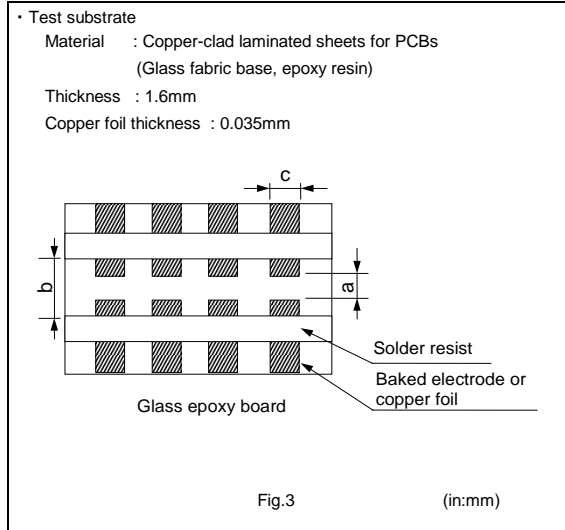 ・Test substrate
Material : Copper-clad laminated sheets for PCBs
(Glass fabric base, epoxy resin)
Thickness : 1.6mm
Copper foil thickness : 0.035mm
c
b
a
Solder resist
Baked electrode or
copper foil
Glass epoxy board
Fig.3 (in:mm)